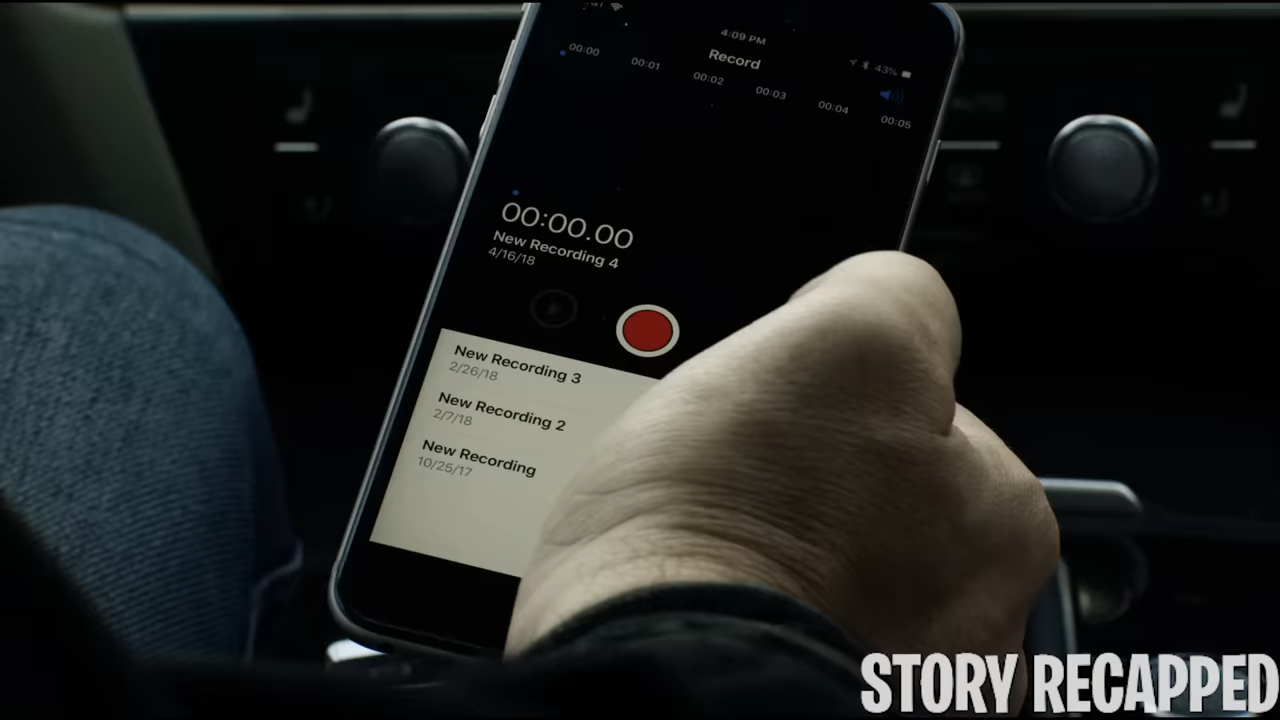 4:09 PM
Record
43%
00:00
00:01
00:02
00:03
00:04
00:05
00:00.00
New Recording 4
4/16/18
New Recording 3
2/26/18
New Recording 2
2/7/18
New Recording
10/25/17
AUTO
STORY RECAPPED